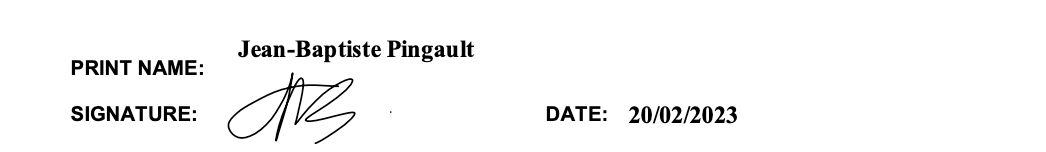 Jean-Baptiste Pingault
PRINT NAME:
SIGNATURE: DATE: 20/02/2023